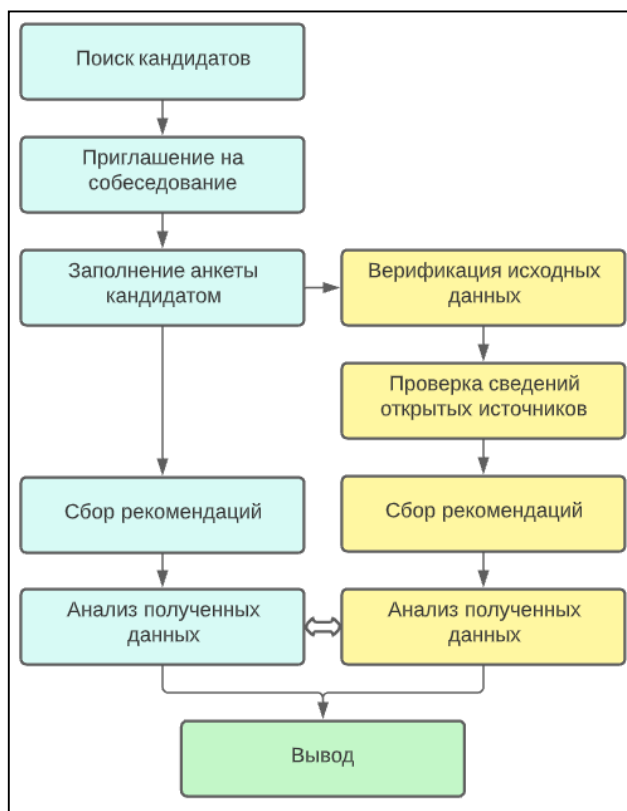 Поиск кандидатов
Приглашение на
собеседование
Заполнение анкеты
кандидатом
Верификация исходных
данных
Проверка сведений
открытых источников
Сбор рекомендаций
Сбор рекомендаций
Анализ полученных
данных
Анализ полученных
данных
Вывод